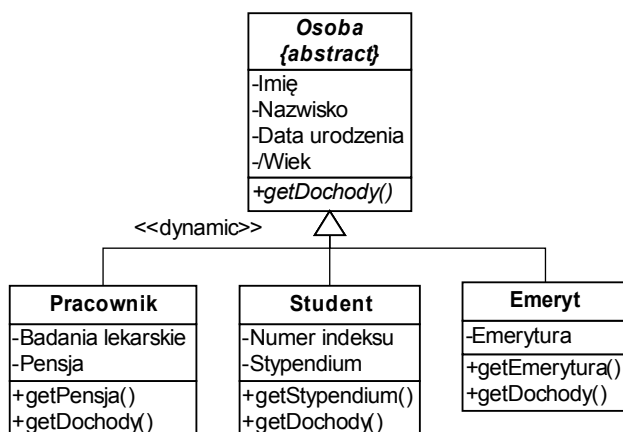 Osoba
{abstract}
-Imię
-Nazwisko
-Data urodzenia
-/Wiek
+getDochody()
<<dynamic>>
Pracownik
-Badania lekarskie
-Pensja
+getPensja()
+getDochody()
Student
-Numer indeksu
-Stypendium
+getStypendium()
+getDochody()
Emeryt
-Emerytura
+getEmerytura()
+getDochody()